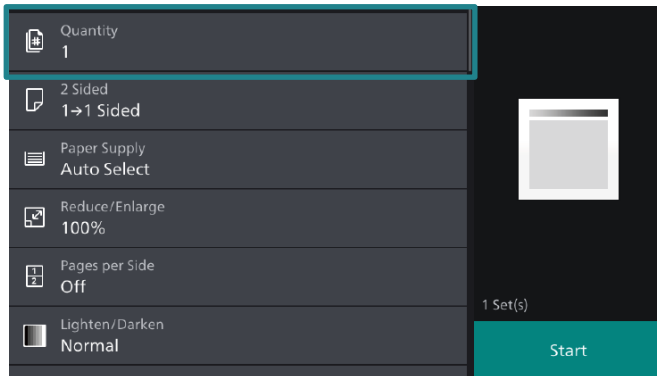 Quantity
1
2 Sided
1→1 Sided
Paper Supply
Auto Select
Reduce/Enlarge
100%
Pages per Side
Off
Lighten/Darken
Normal
1 Set(s)
Start